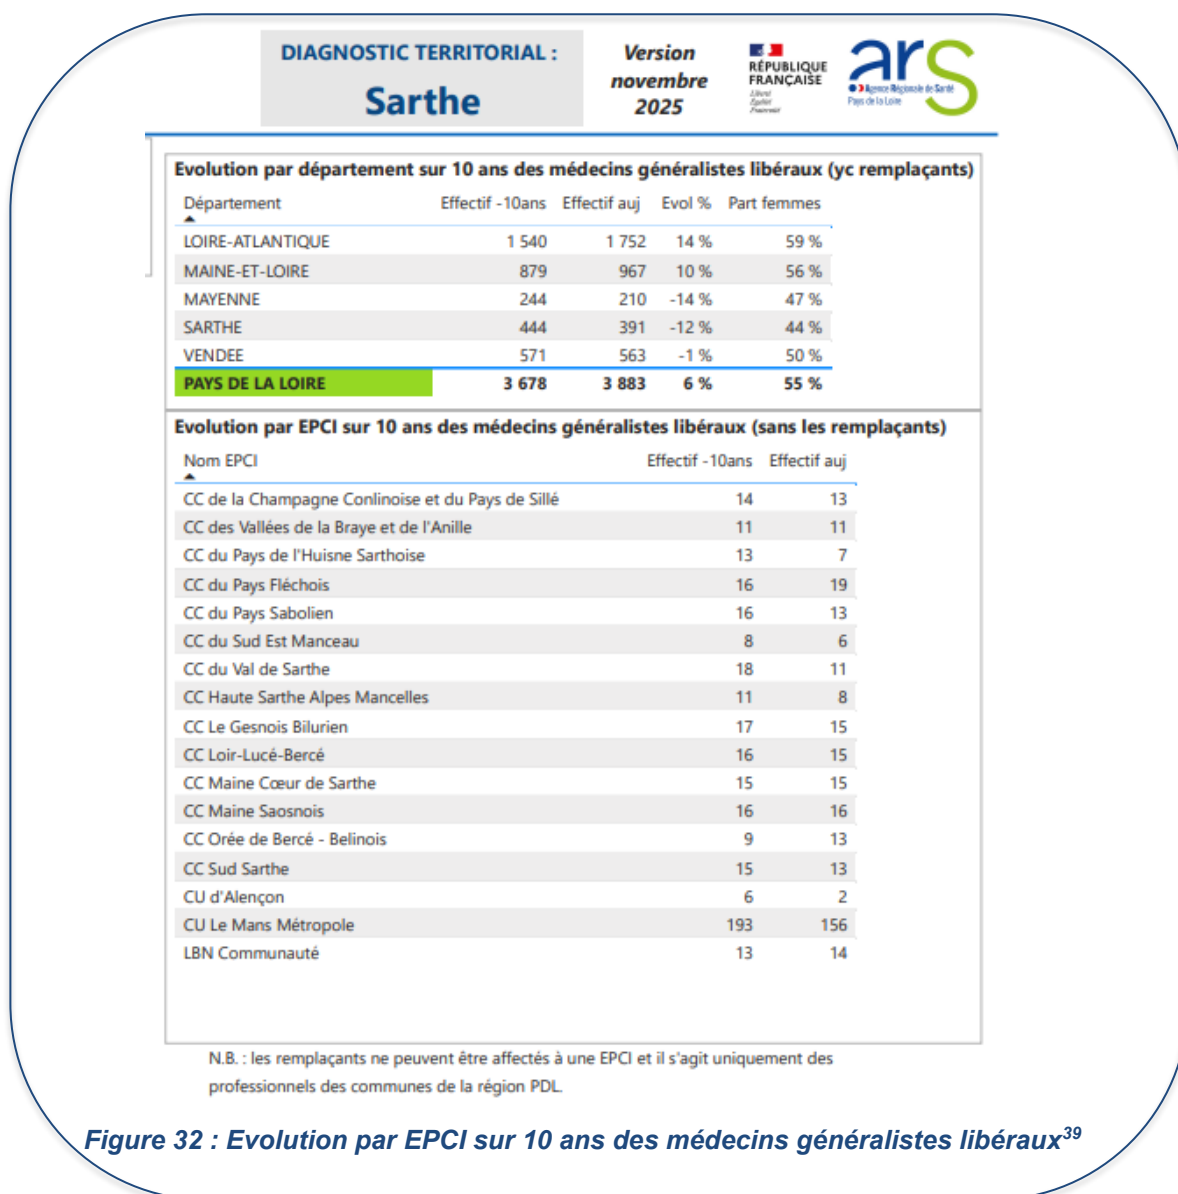 DIAGNOSTIC TERRITORIAL :
Sarthe
Version
novembre
2025
RÉPUBLIQUE
FRANÇAISE
Liberté
Égalité
Fraternité
ars
Agence Régionale de Santé
Pays de la Loire
Evolution par département sur 10 ans des médecins généralistes libéraux (yc remplaçants)
Département Effectif -10ans Effectif auj Evol % Part femmes
LOIRE-ATLANTIQUE 1 540 1 752 14 % 59 %
MAINE-ET-LOIRE 879 967 10 % 56 %
MAYENNE 244 210 -14 % 47 %
SARTHE 444 391 -12 % 44 %
VENDEE 571 563 -1 % 50 %
PAYS DE LA LOIRE 3 678 3 883 6 % 55 %
Evolution par EPCI sur 10 ans des médecins généralistes libéraux (sans les remplaçants)
Nom EPCI Effectif -10ans Effectif auj
CC de la Champagne Conlinoise et du Pays de Sillé 14 13
CC des Vallées de la Braye et de l'Anille 11 11
CC du Pays de l'Huisne Sarthoise 13 7
CC du Pays Fléchois 16 19
CC du Pays Sabolien 16 13
CC du Sud Est Manceau 8 6
CC du Val de Sarthe 18 11
CC Haute Sarthe Alpes Mancelles 11 8
CC Le Gesnois Bilurien 17 15
CC Loir-Lucé-Bercé 16 15
CC Maine Cœur de Sarthe 15 15
CC Maine Saosnois 16 16
CC Orée de Bercé - Belinois 9 13
CC Sud Sarthe 15 13
CU d'Alençon 6 2
CU Le Mans Métropole 193 156
LBN Communauté 13 14
N.B. : les remplaçants ne peuvent être affectés à une EPCI et il s'agit uniquement des
professionnels des communes de la région PDL.
Figure 32 : Evolution par EPCI sur 10 ans des médecins généralistes libéraux39